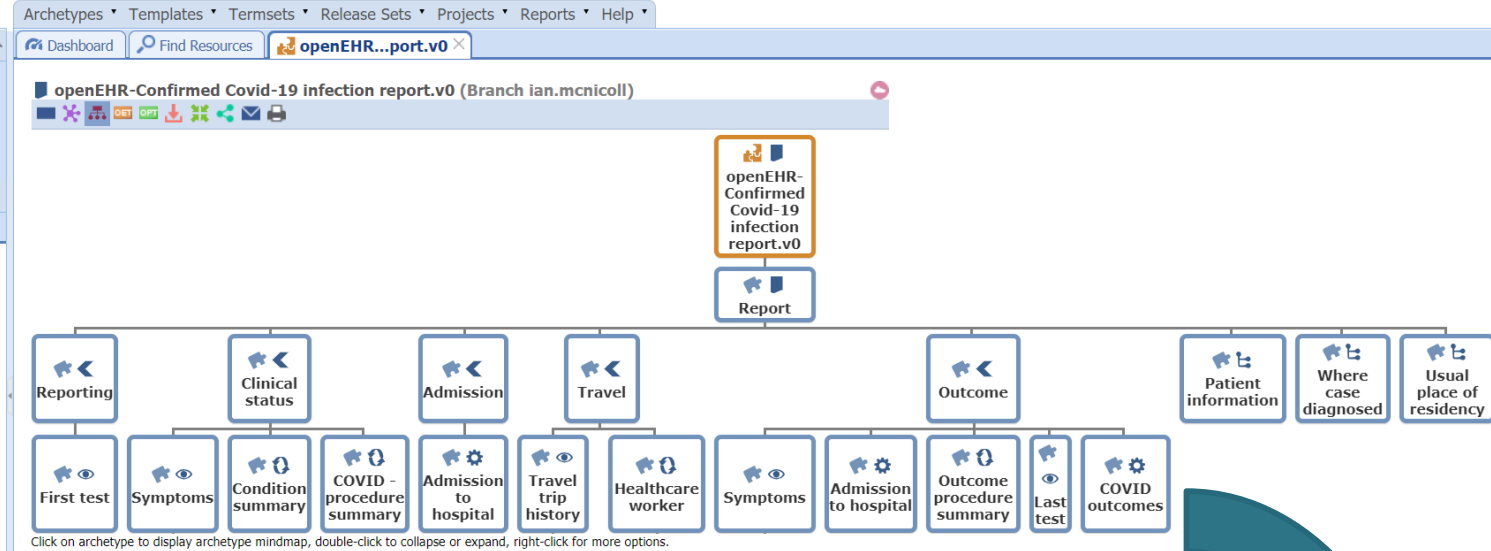 Archetypes Templates Termsets Release Sets Projects Reports Help
Dashboard Find Resources openEHR...port.v0
openEHR-Confirmed Covid-19 infection report.v0 (Branch ian.mcnicoll)
OET OPT
openEHR-
Confirmed
Covid-19
infection
report.v0
Report
Reporting
Clinical
status
Admission
Travel
Outcome
Patient
information
Where
case
diagnosed
Usual
place of
residency
First test
Symptoms
Condition
summary
COVID -
procedure
summary
Admission
to
hospital
Travel
trip
history
Healthcare
worker
Symptoms
Admission
to hospital
Outcome
procedure
summary
Last
test
COVID
outcomes
Click on archetype to display archetype mindmap, double-click to collapse or expand, right-click for more options.